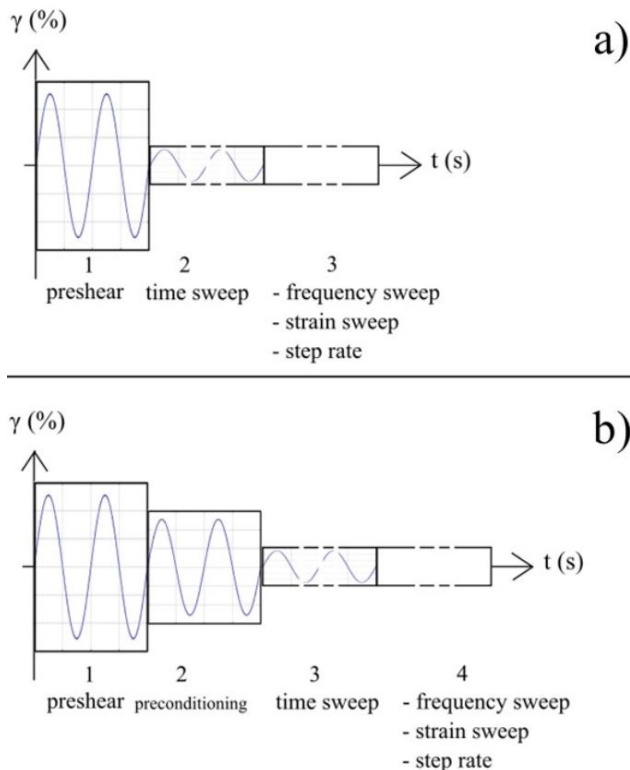 γ (%)
a)
t (s)
1 2 3
preshear time sweep - frequency sweep
- strain sweep
- step rate
γ (%)
b)
t (s)
1 2 3 4
preshear preconditioning time sweep - frequency sweep
- strain sweep
- step rate